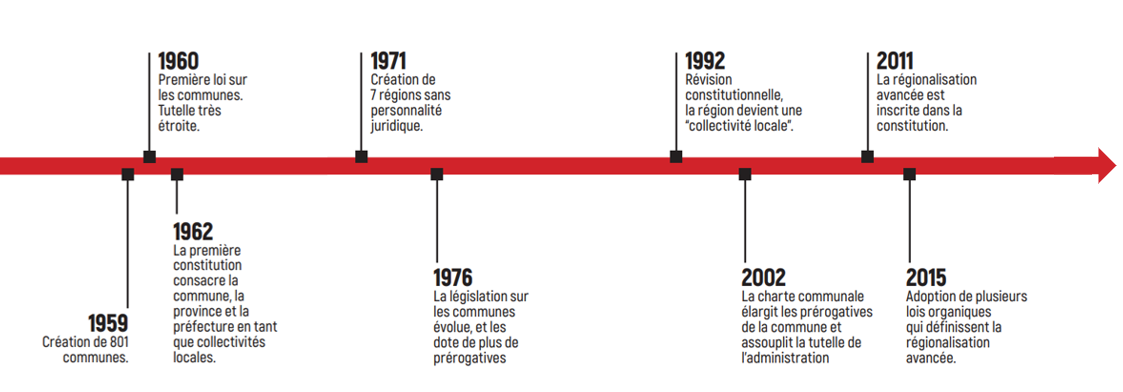 1960
Première loi sur
les communes.
Tutelle très
étroite.
1971
Création de
7 régions sans
personnalité
juridique.
1992
Révision
constitutionnelle,
la région devient une
"collectivité locale".
2011
La régionalisation
avancée est
inscrite dans la
constitution.
1959
Création de 801
communes.
1962
La première
constitution
consacre la
commune, la
province et la
préfecture en tant
que collectivités
locales.
1976
La législation sur
les communes
évolue, et les
dote de plus de
prérogatives
2002
La charte communale
élargit les prérogatives
de la commune et
assouplit la tutelle de
l'administration
2015
Adoption de plusieurs
lois organiques
qui définissent la
régionalisation
avancée.